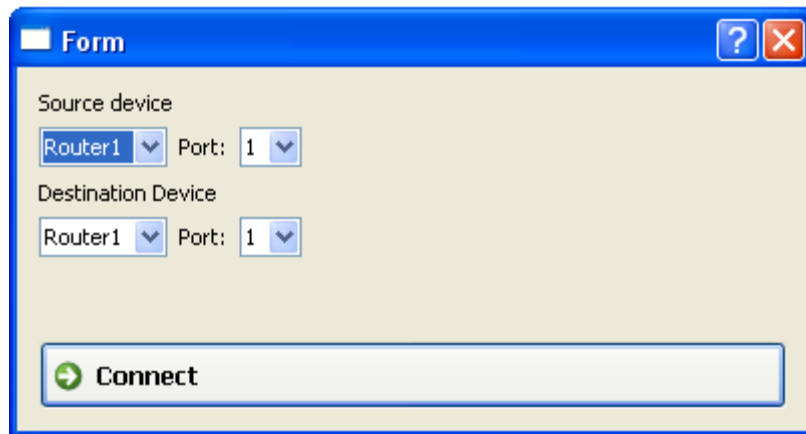 Form
Source device
Router1 Port: 1
Destination Device
Router1 Port: 1
Connect